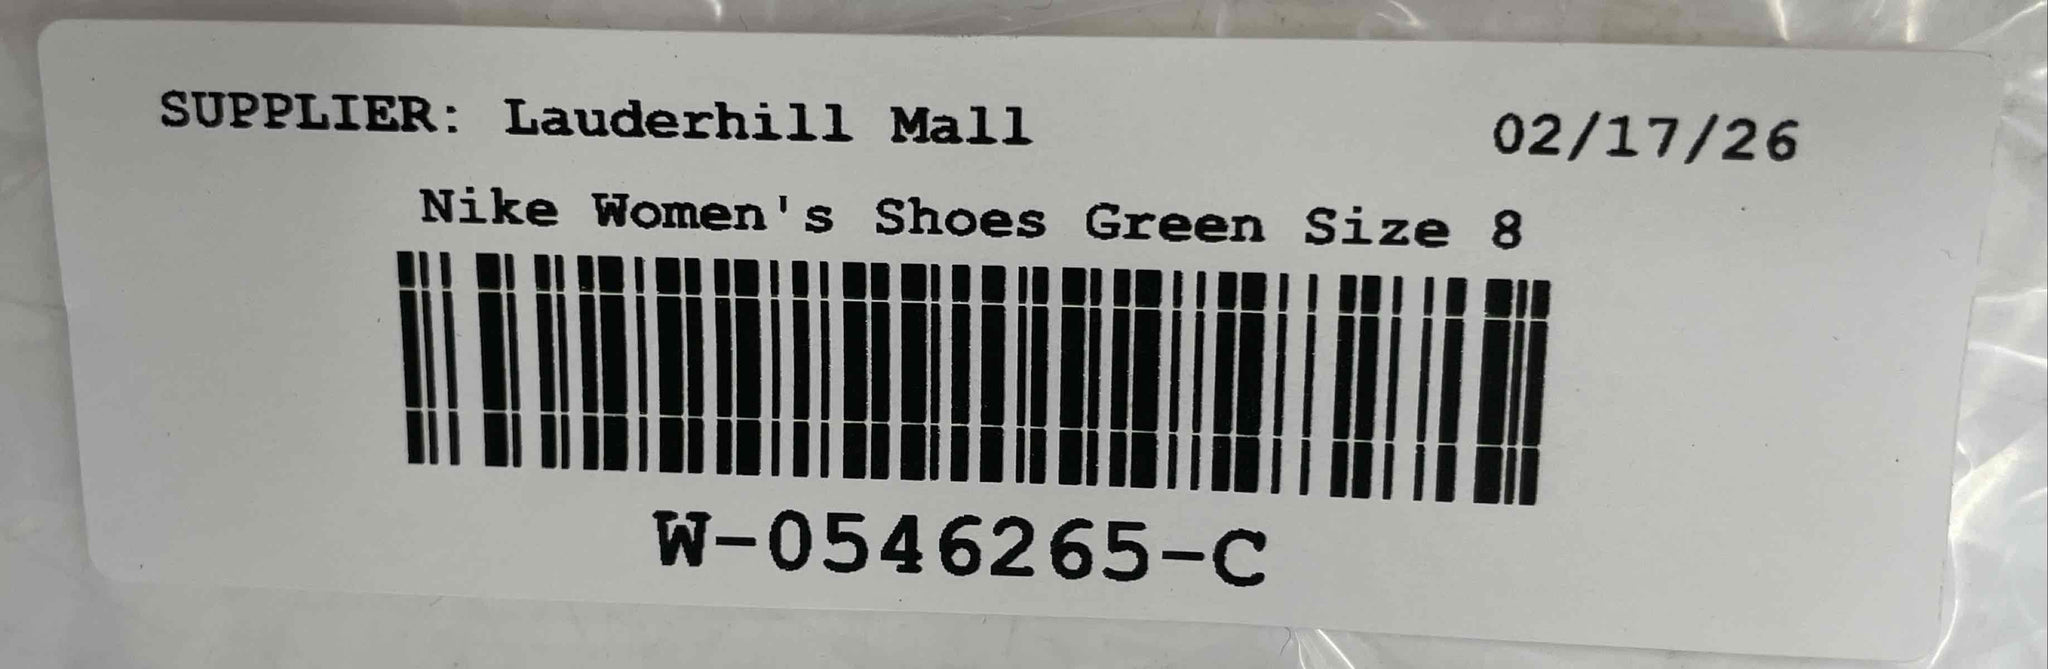 SUPPLIER: Lauderhill Mall 02/17/26
Nike Women's Shoes Green Size 8
W-0546265-C